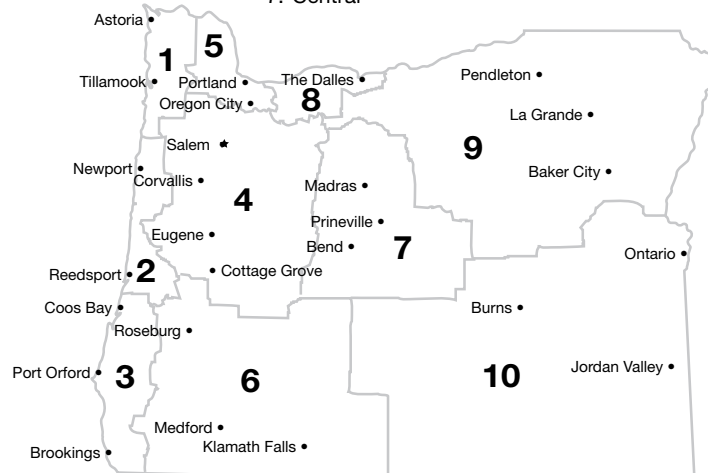 7. Central
Astoria
1
5
Tillamook
Portland
The Dalles
Pendleton
Oregon City
8
La Grande
Salem
9
Newport
Corvallis
Madras
Baker City
4
Prineville
Eugene
Bend
7
Ontario
Reedsport
2
Cottage Grove
Coos Bay
Burns
Roseburg
Port Orford
3
6
10
Jordan Valley
Medford
Klamath Falls
Brookings